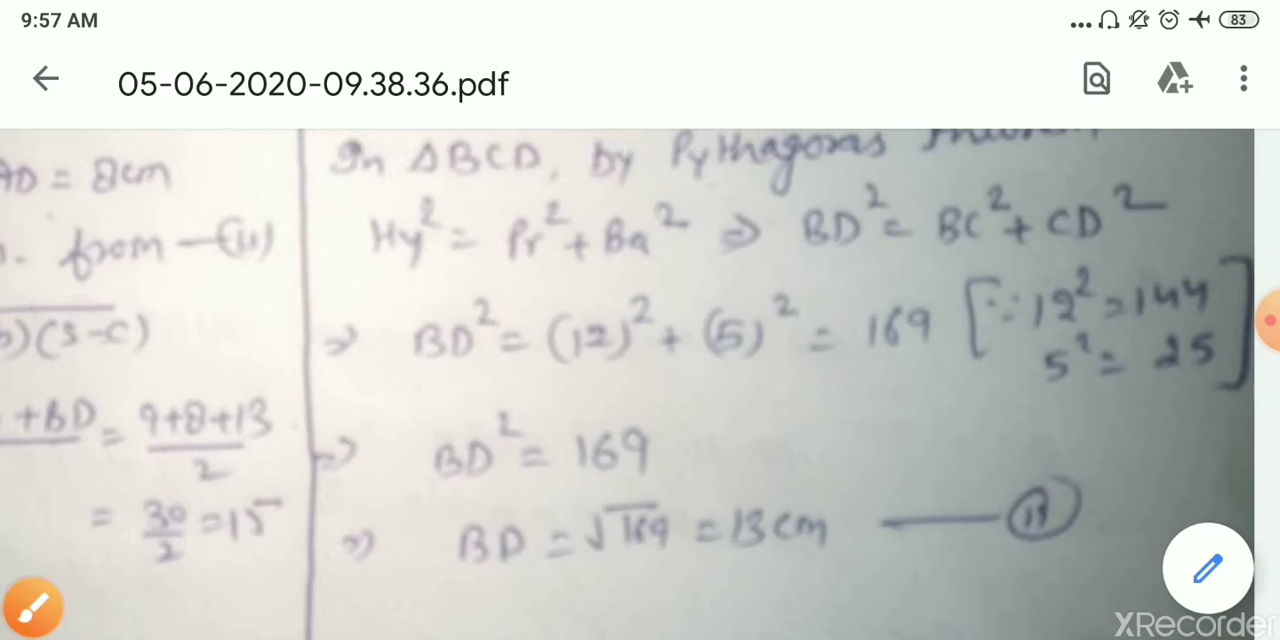 9:57 AM
83
05-06-2020-09.38.36.pdf
AD = 8cm
from —(ii)
)(s-c)
+BD = 9+8+13
2
= 30 = 15
2
In ΔBCD, by Pythagoras Theorem
Hy² = Pr² + Ba² ⇒ BD² = BC² + CD²
⇒ BD² = (12)² + (5)² = 169 [∵ 12² = 144
5² = 25]
⇒ BD² = 169
⇒ BD = √169 = 13cm —— (ii)
XRecorder